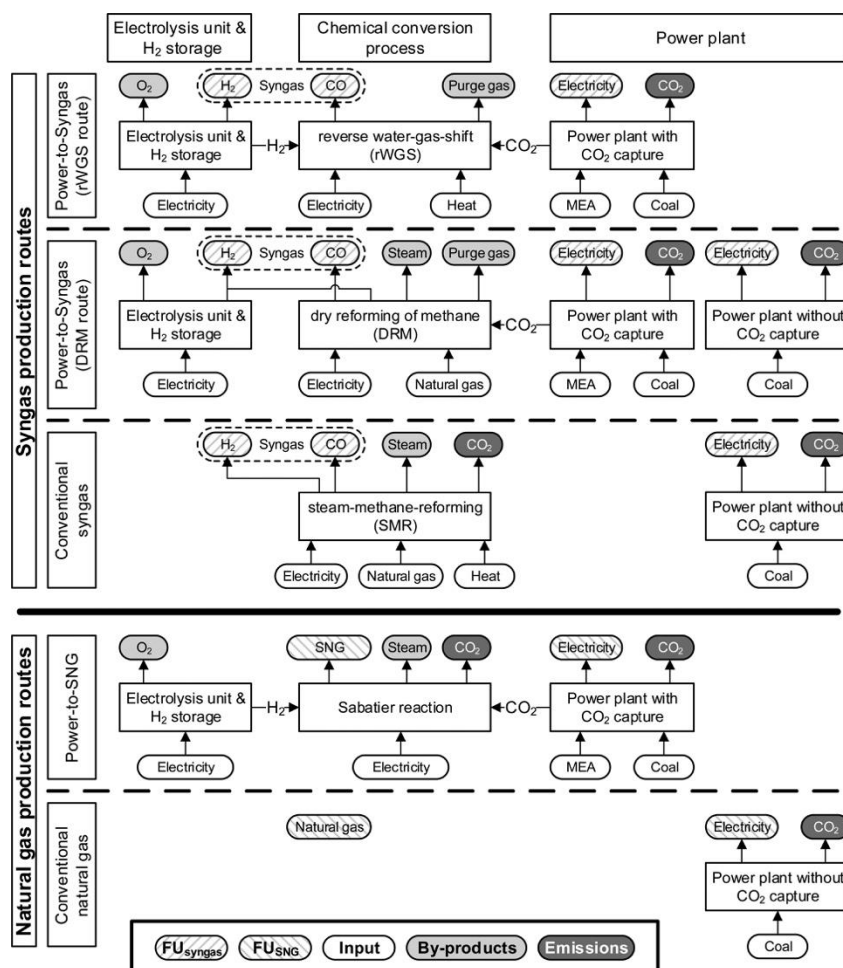 Electrolysis unit &
H2 storage
Chemical conversion
process
Power plant
Syngas production routes
Power-to-Syngas
(rWGS route)
O2
H2
Syngas
CO
Purge gas
Electricity
CO2
Electrolysis unit &
H2 storage
H2
reverse water-gas-shift
(rWGS)
CO2
Power plant with
CO2 capture
Electricity
Electricity
Heat
MEA
Coal
Power-to-Syngas
(DRM route)
O2
H2
Syngas
CO
Steam
Purge gas
Electricity
CO2
Electricity
CO2
Electrolysis unit &
H2 storage
dry reforming of methane
(DRM)
CO2
Power plant with
CO2 capture
Power plant without
CO2 capture
Electricity
Electricity
Natural gas
MEA
Coal
Coal
Conventional
syngas
H2
Syngas
CO
Steam
CO2
Electricity
CO2
steam-methane-reforming
(SMR)
Power plant without
CO2 capture
Electricity
Natural gas
Heat
Coal
Natural gas production routes
Power-to-SNG
O2
SNG
Steam
CO2
Electricity
CO2
Electrolysis unit &
H2 storage
H2
Sabatier reaction
CO2
Power plant with
CO2 capture
Electricity
Electricity
MEA
Coal
Conventional
natural gas
Natural gas
Electricity
CO2
Power plant without
CO2 capture
Coal
FUsyngas
FUSNG
Input
By-products
Emissions